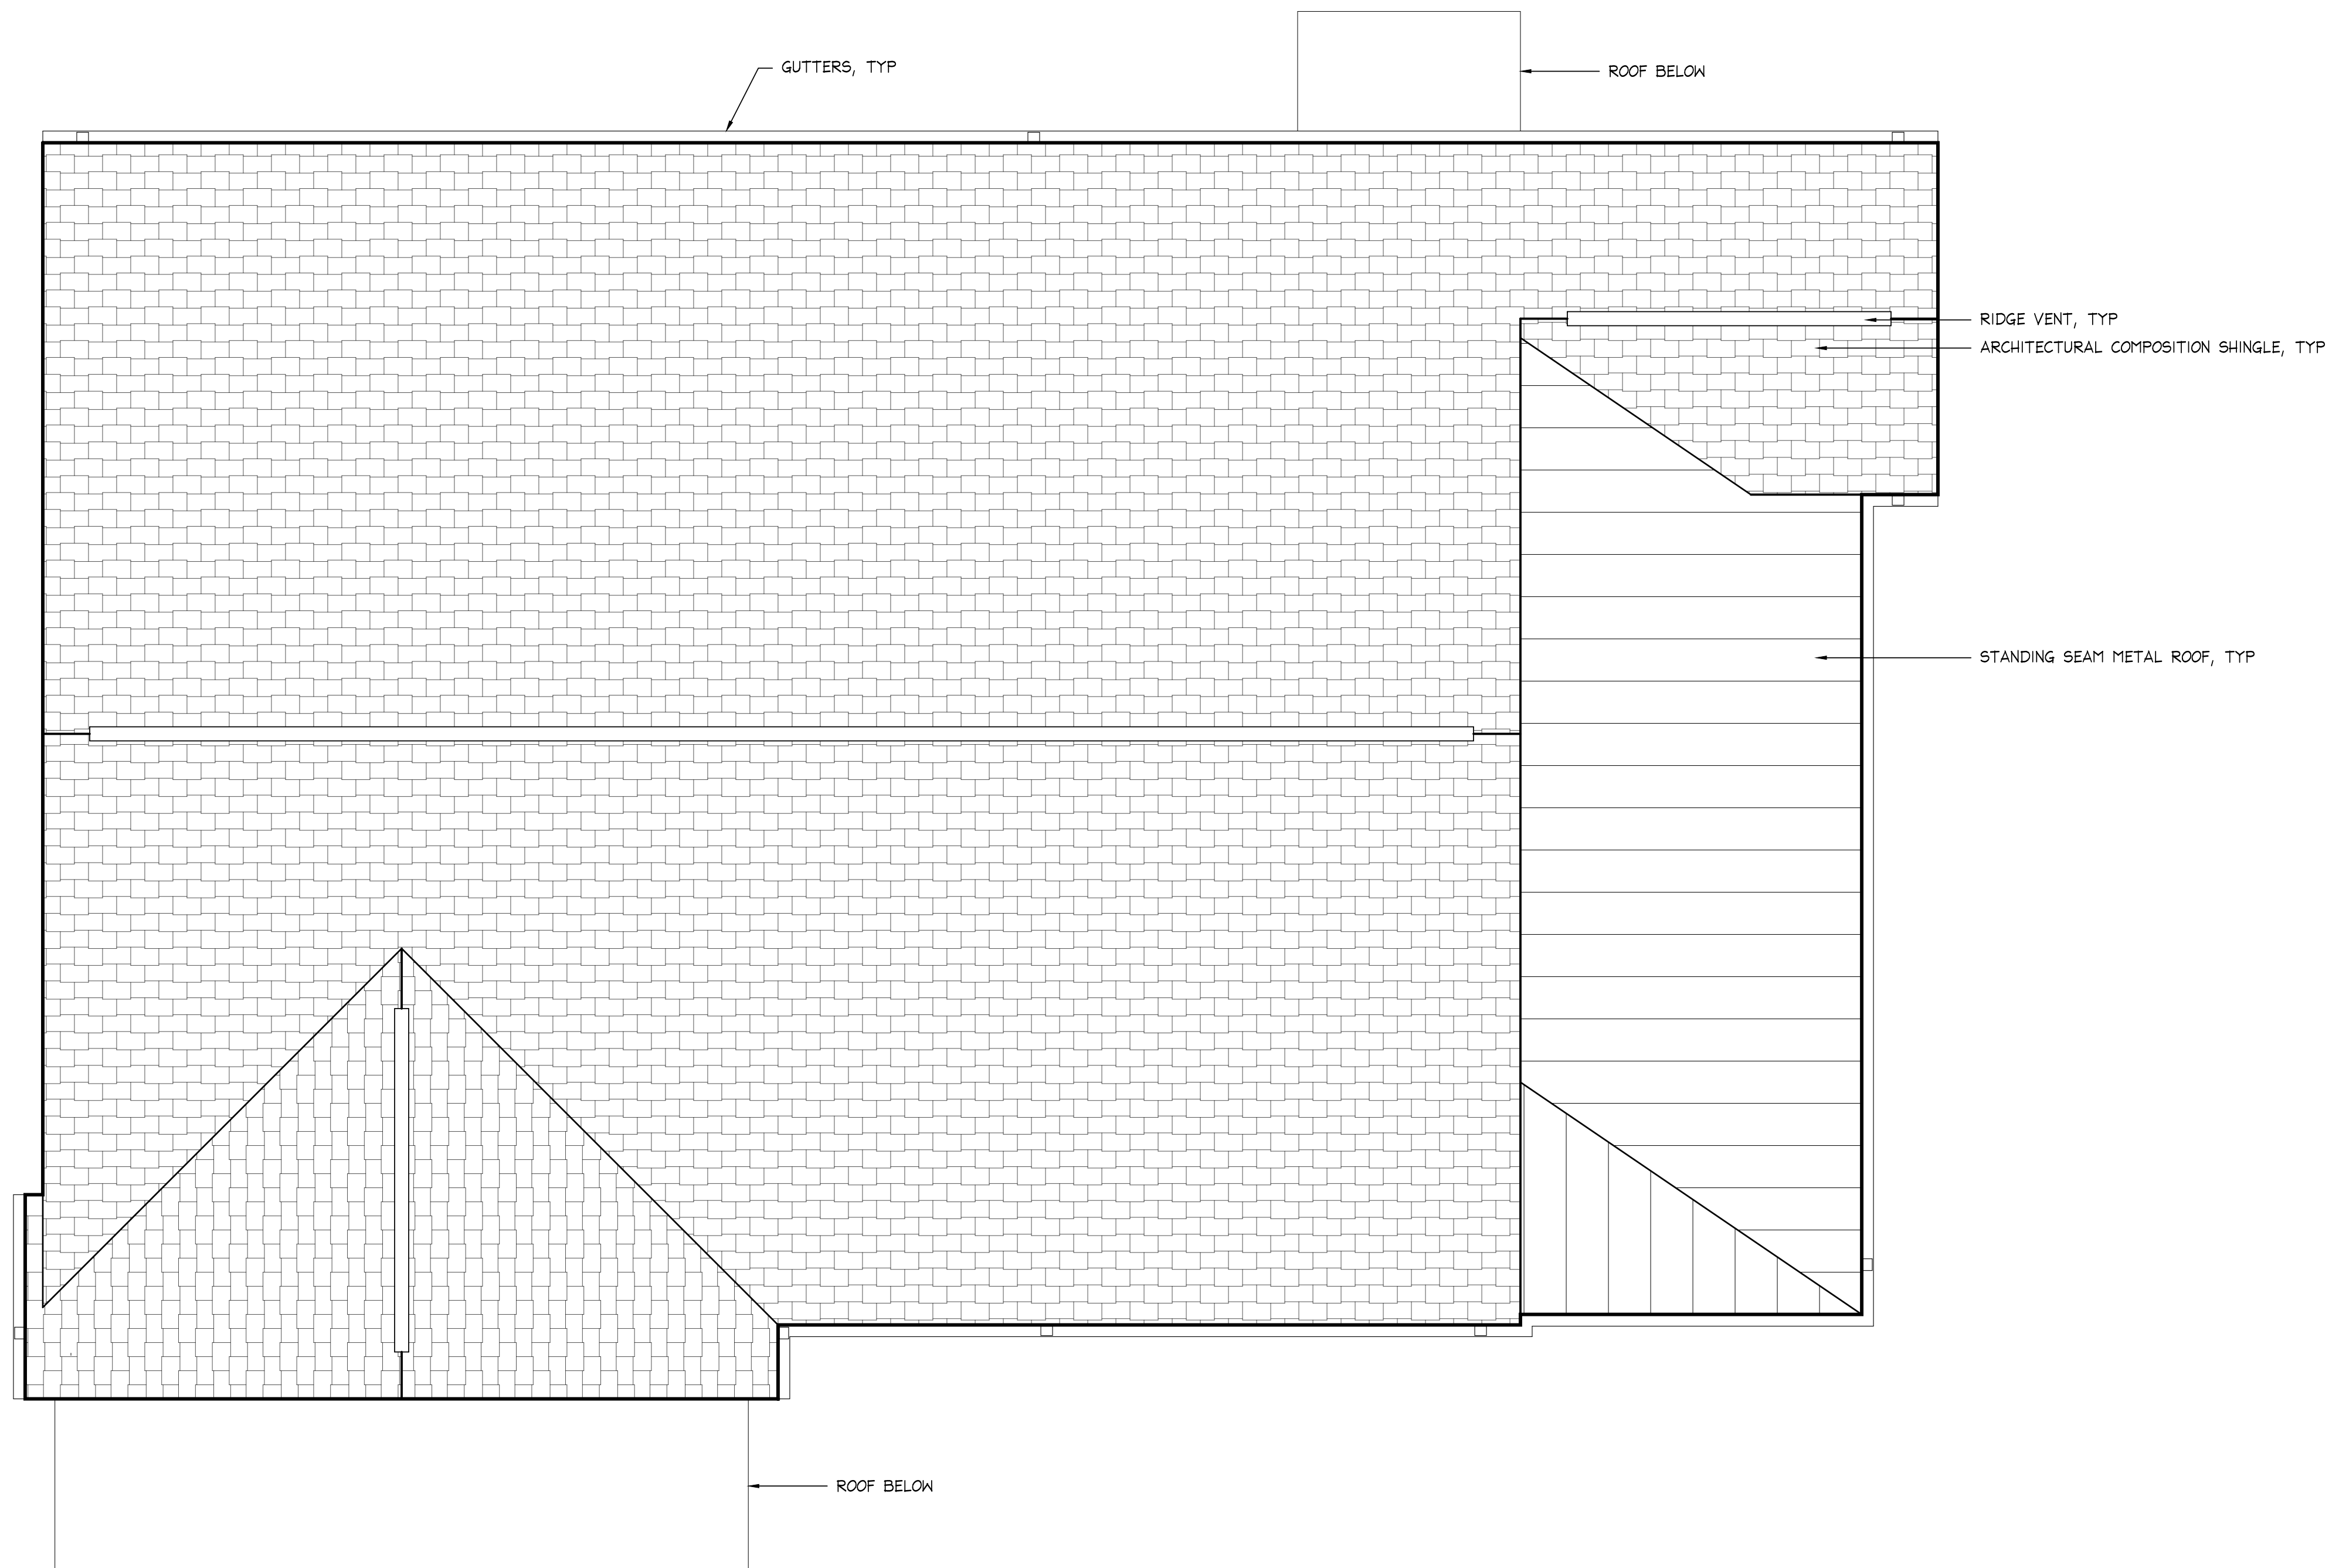 GUTTERS, TYP
ROOF BELOW
RIDGE VENT, TYP
ARCHITECTURAL COMPOSITION SHINGLE, TYP
STANDING SEAM METAL ROOF, TYP
ROOF BELOW